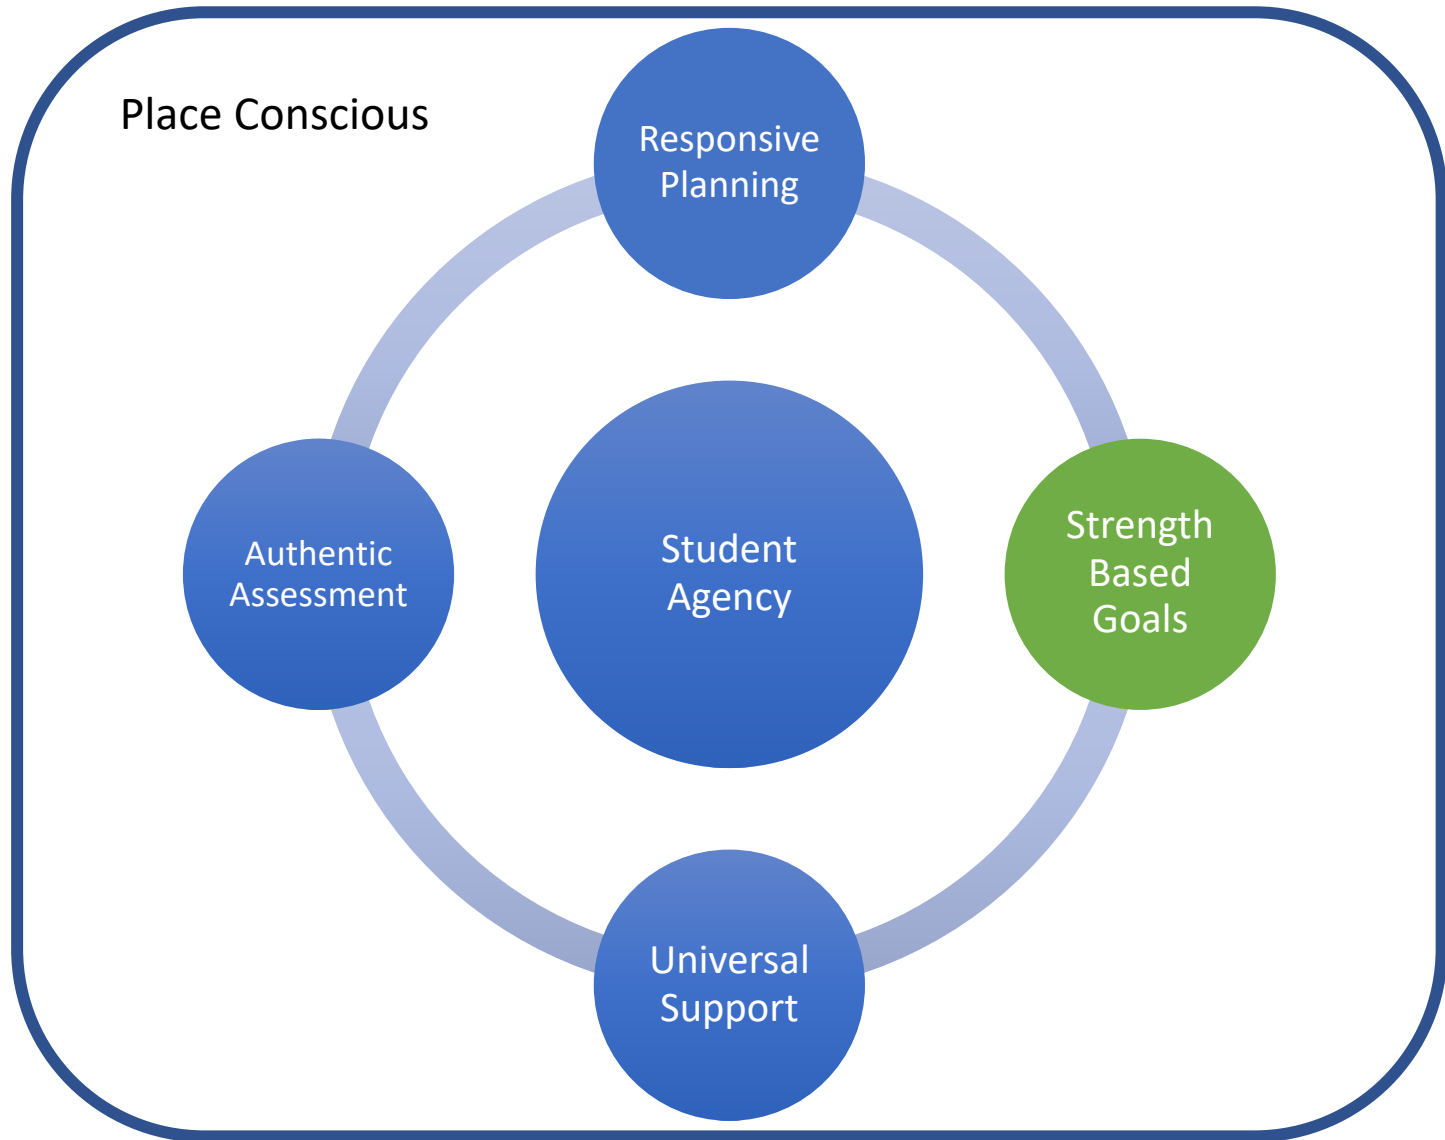 Place Conscious
Responsive
Planning
Authentic
Assessment
Student
Agency
Strength
Based
Goals
Universal
Support